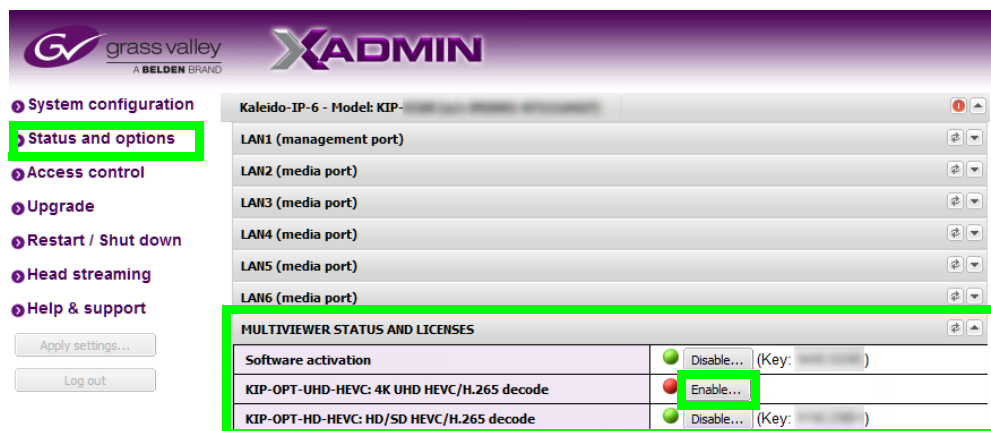 grass valley
A BELDEN BRAND
XADMIN
System configuration
Status and options
Access control
Upgrade
Restart / Shut down
Head streaming
Help & support
Apply settings...
Log out
Kaleido-IP-6 - Model: KIP-
LAN1 (management port)
LAN2 (media port)
LAN3 (media port)
LAN4 (media port)
LAN5 (media port)
LAN6 (media port)
MULTIVIEWER STATUS AND LICENSES
Software activation Disable... (Key: )
KIP-OPT-UHD-HEVC: 4K UHD HEVC/H.265 decode Enable...
KIP-OPT-HD-HEVC: HD/SD HEVC/H.265 decode Disable... (Key: )